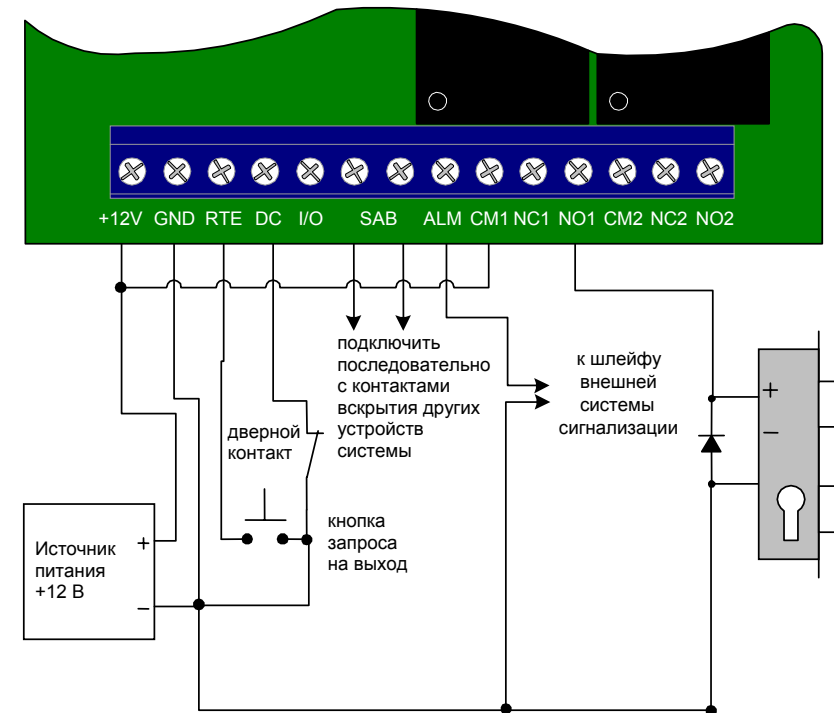 +12V GND RTE DC I/O SAB ALM CM1 NC1 NO1 CM2 NC2 NO2
подключить
последовательно
с контактами
вскрытия других
устройств
системы
к шлейфу
внешней
системы
сигнализации
дверной
контакт
кнопка
запроса
на выход
Источник
питания
+12 В
+
−
+
−